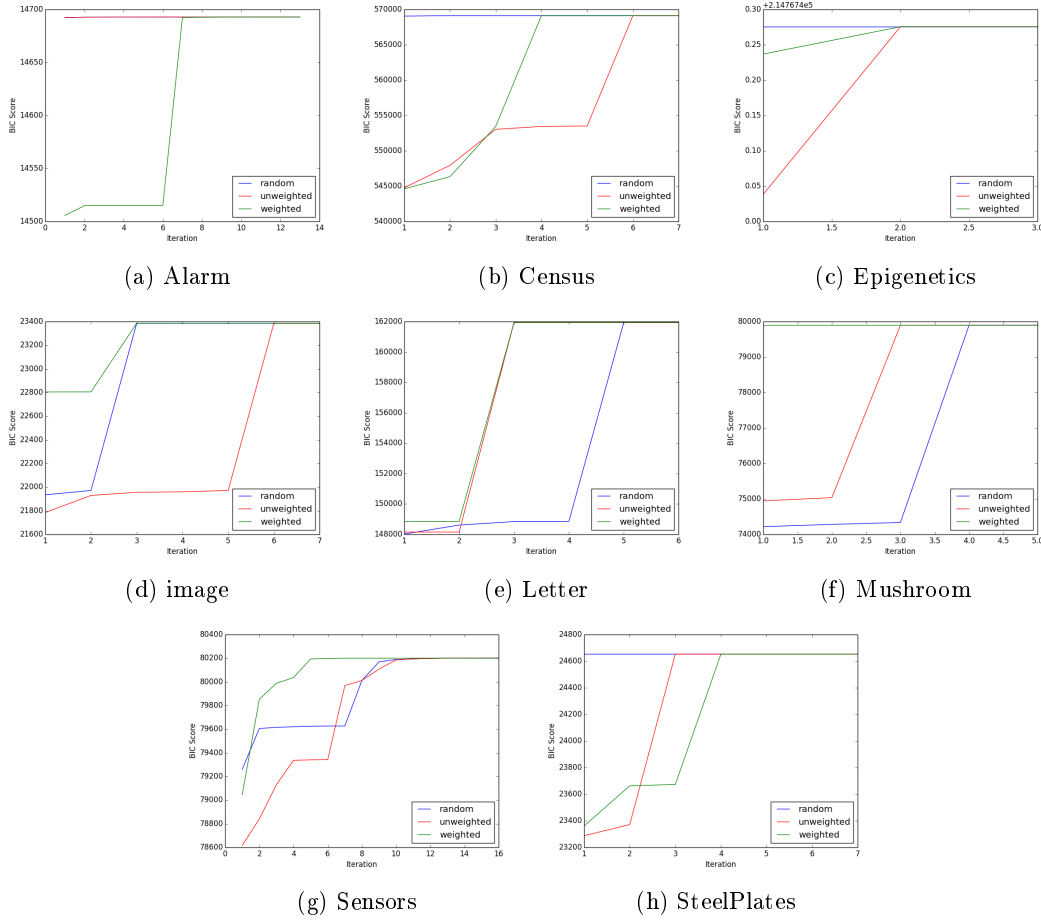 14700
14650
14600
14550
14500
BIC Score
0 2 4 6 8 10 12 14
Iteration
random
unweighted
weighted
(a) Alarm
570000
565000
560000
555000
550000
545000
540000
BIC Score
1 2 3 4 5 6 7
Iteration
random
unweighted
weighted
(b) Census
+2.147674e5
0.30
0.25
0.20
0.15
0.10
0.05
0.00
BIC Score
1.0 1.5 2.0 2.5 3.0
Iteration
random
unweighted
weighted
(c) Epigenetics
23400
23200
23000
22800
22600
22400
22200
22000
21800
21600
BIC Score
1 2 3 4 5 6 7
Iteration
random
unweighted
weighted
(d) image
162000
160000
158000
156000
154000
152000
150000
148000
BIC Score
1 2 3 4 5 6
Iteration
random
unweighted
weighted
(e) Letter
80000
79000
78000
77000
76000
75000
74000
BIC Score
1.0 1.5 2.0 2.5 3.0 3.5 4.0 4.5 5.0
Iteration
random
unweighted
weighted
(f) Mushroom
80400
80200
80000
79800
79600
79400
79200
79000
78800
78600
BIC Score
0 2 4 6 8 10 12 14 16
Iteration
random
unweighted
weighted
(g) Sensors
24800
24600
24400
24200
24000
23800
23600
23400
23200
BIC Score
1 2 3 4 5 6 7
Iteration
random
unweighted
weighted
(h) SteelPlates